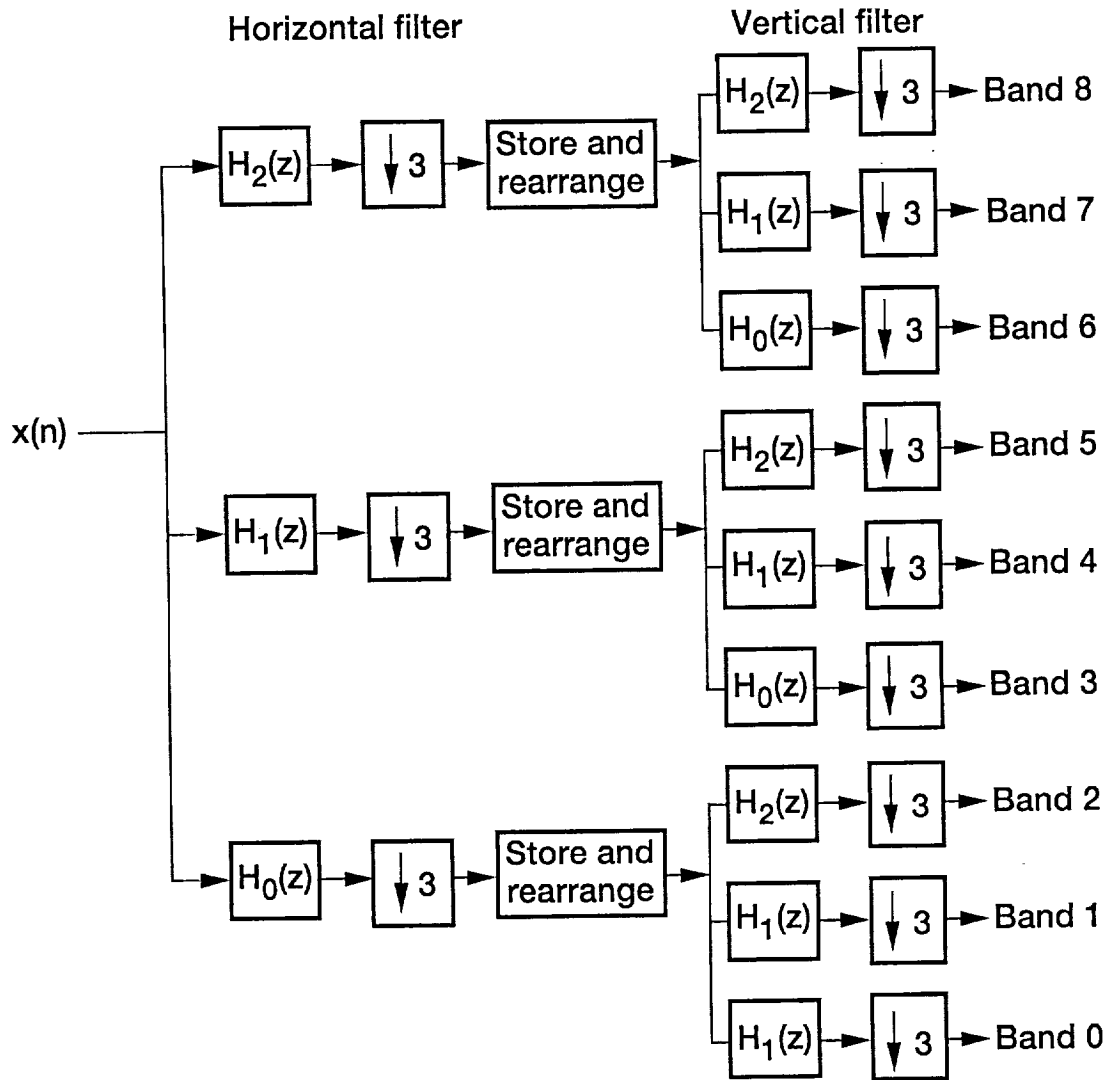 Horizontal filter
Vertical filter
H2(z)
↓ 3
Store and
rearrange
H2(z)
↓ 3
Band 8
H1(z)
↓ 3
Band 7
H0(z)
↓ 3
Band 6
x(n)
H1(z)
↓ 3
Store and
rearrange
H2(z)
↓ 3
Band 5
H1(z)
↓ 3
Band 4
H0(z)
↓ 3
Band 3
H0(z)
↓ 3
Store and
rearrange
H2(z)
↓ 3
Band 2
H1(z)
↓ 3
Band 1
H1(z)
↓ 3
Band 0